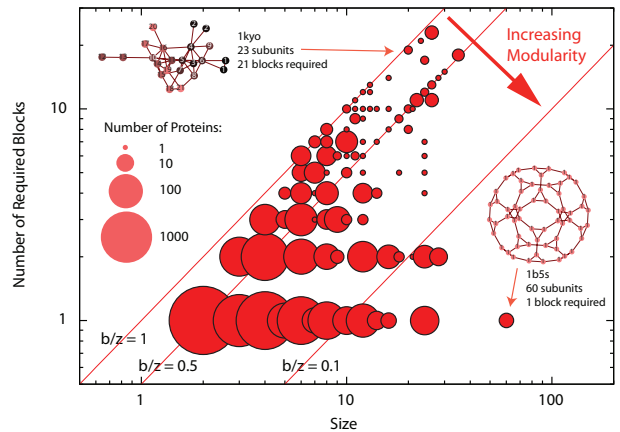 1kyo
23 subunits
21 blocks required
Increasing
Modularity
Number of Proteins:
1
10
100
1000
1b5s
60 subunits
1 block required
b/z = 1
b/z = 0.5
b/z = 0.1
Number of Required Blocks
10
1
1
10
100
Size